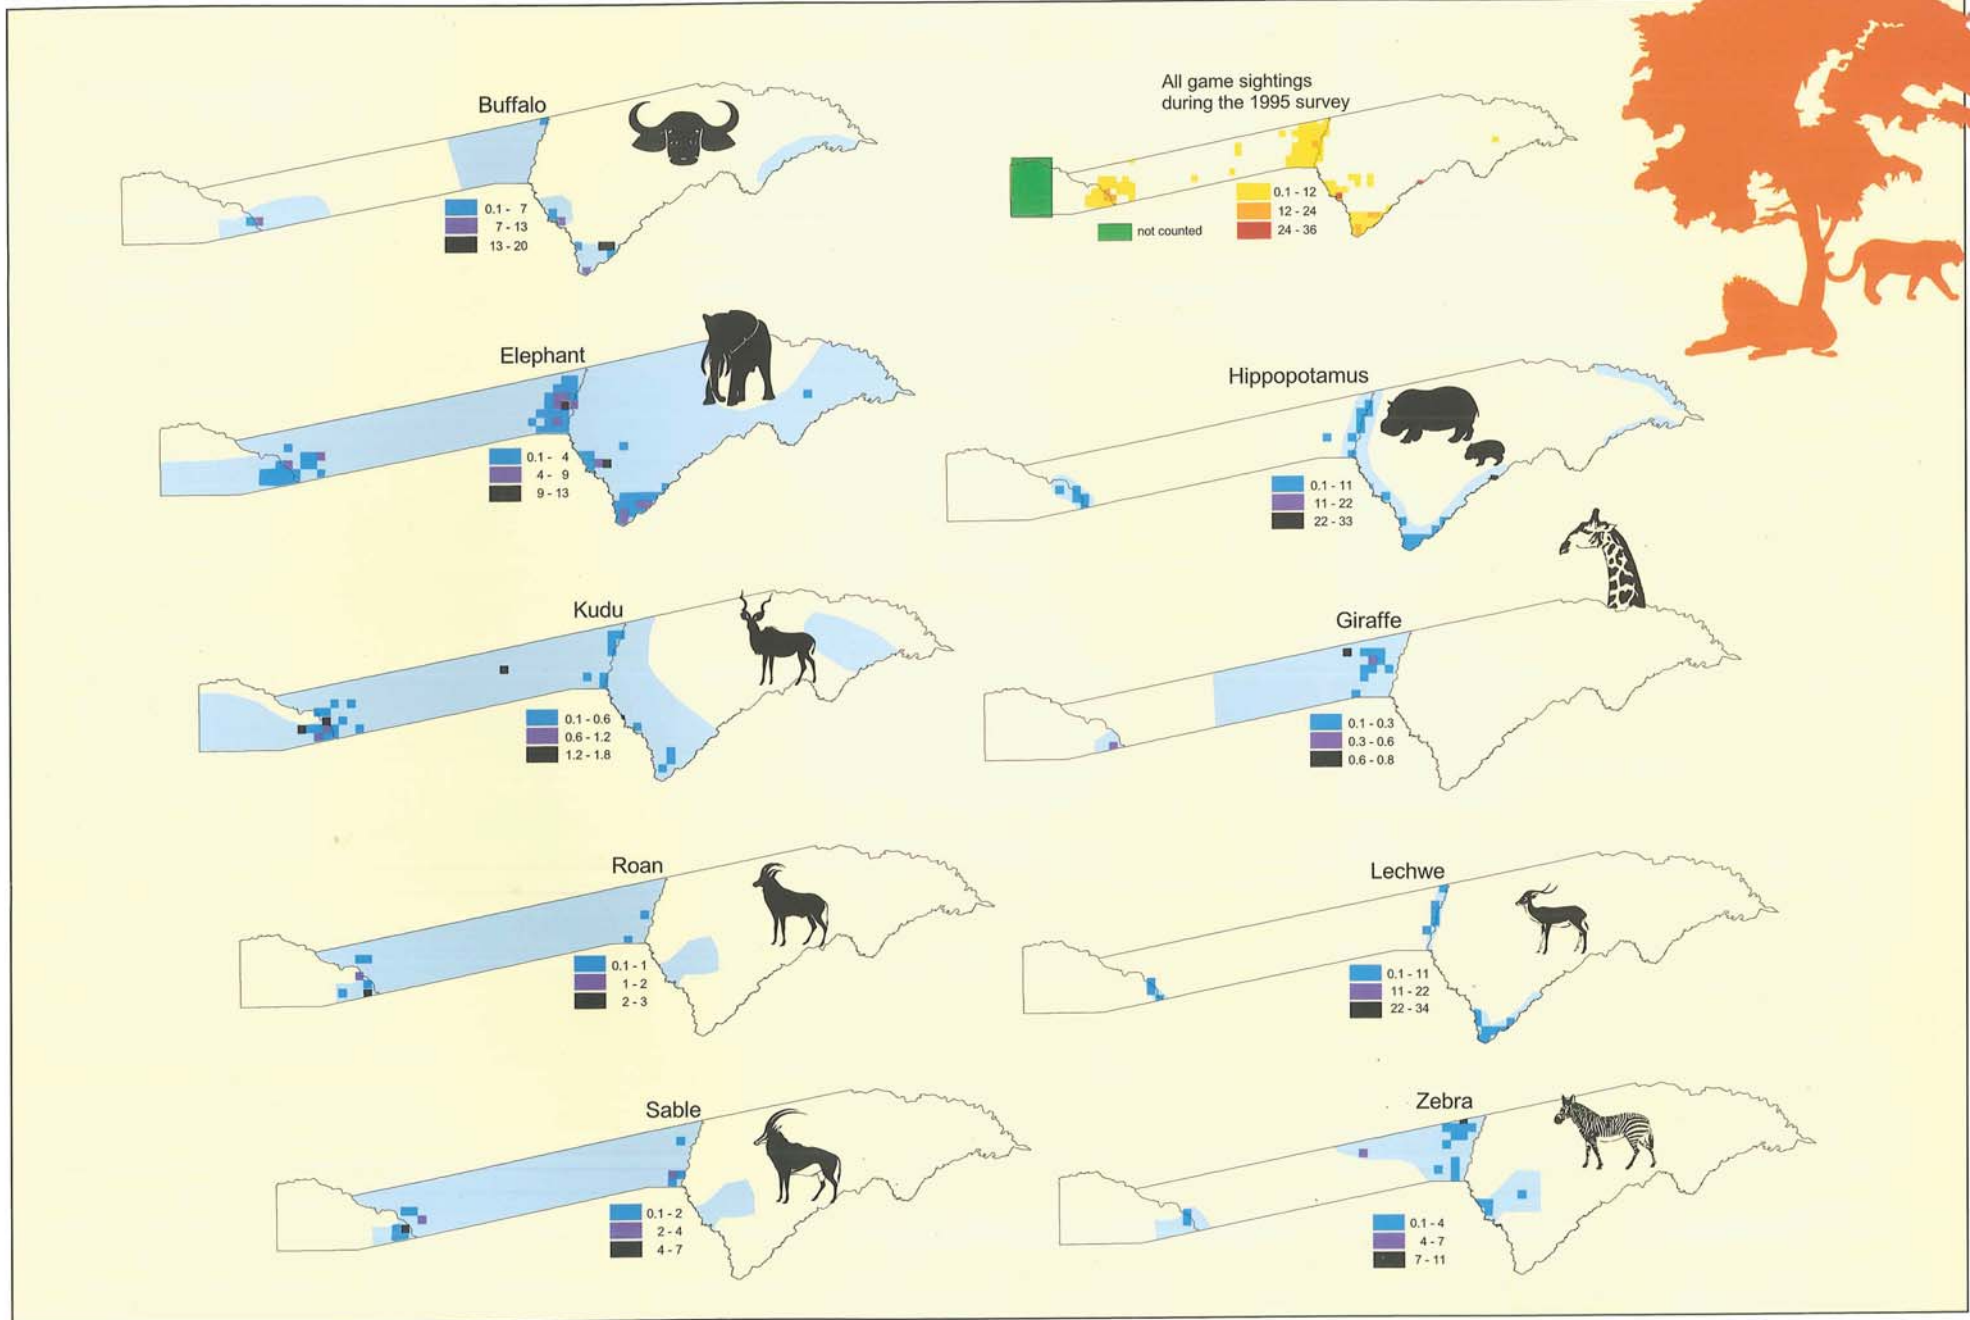 Buffalo
0.1 - 7
7 - 13
13 - 20
All game sightings
during the 1995 survey
not counted
0.1 - 12
12 - 24
24 - 36
Elephant
0.1 - 4
4 - 9
9 - 13
Hippopotamus
0.1 - 11
11 - 22
22 - 33
Kudu
0.1 - 0.6
0.6 - 1.2
1.2 - 1.8
Giraffe
0.1 - 0.3
0.3 - 0.6
0.6 - 0.8
Roan
0.1 - 1
1 - 2
2 - 3
Lechwe
0.1 - 11
11 - 22
22 - 34
Sable
0.1 - 2
2 - 4
4 - 7
Zebra
0.1 - 4
4 - 7
7 - 11